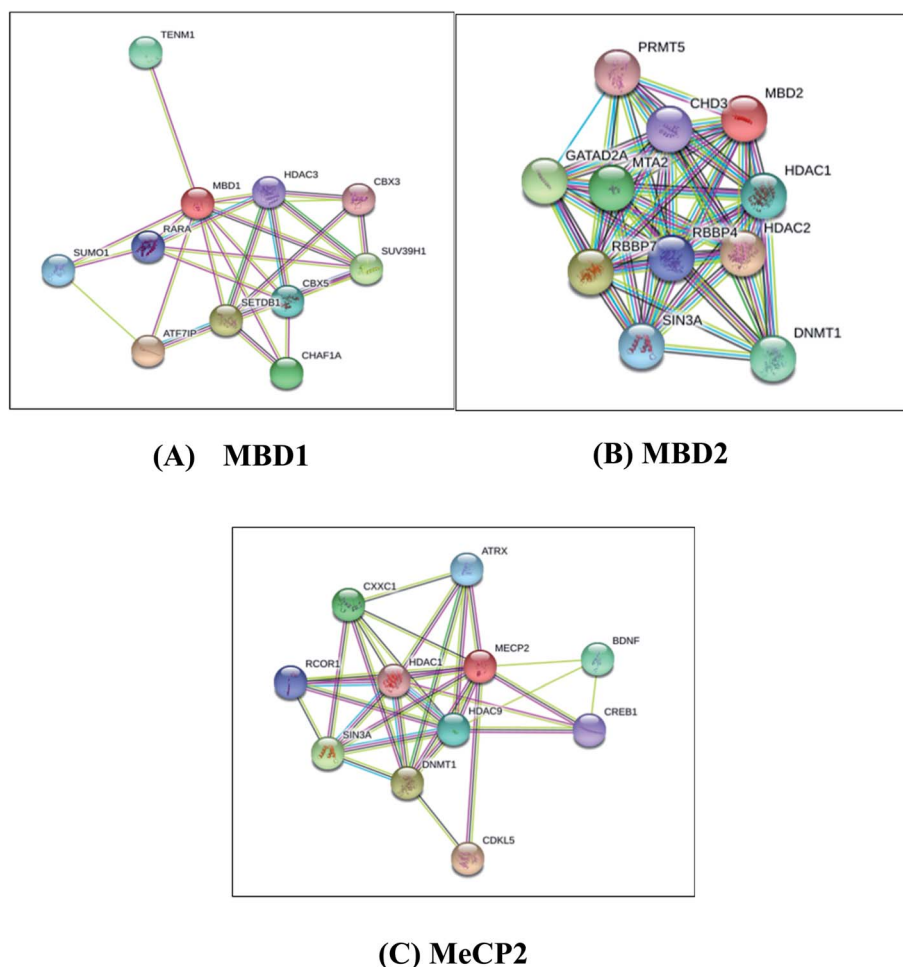 TENM1
MBD1
HDAC3
CBX3
RARA
SUMO1
SUV39H1
CBX5
SETDB1
ATF7IP
CHAF1A
(A) MBD1
PRMT5
MBD2
CHD3
GATAD2A
MTA2
HDAC1
RBBP4
HDAC2
RBBP7
SIN3A
DNMT1
(B) MBD2
ATRX
CXXC1
BDNF
MECP2
RCOR1
HDAC1
HDAC9
CREB1
SIN3A
DNMT1
CDKL5
(C) MeCP2